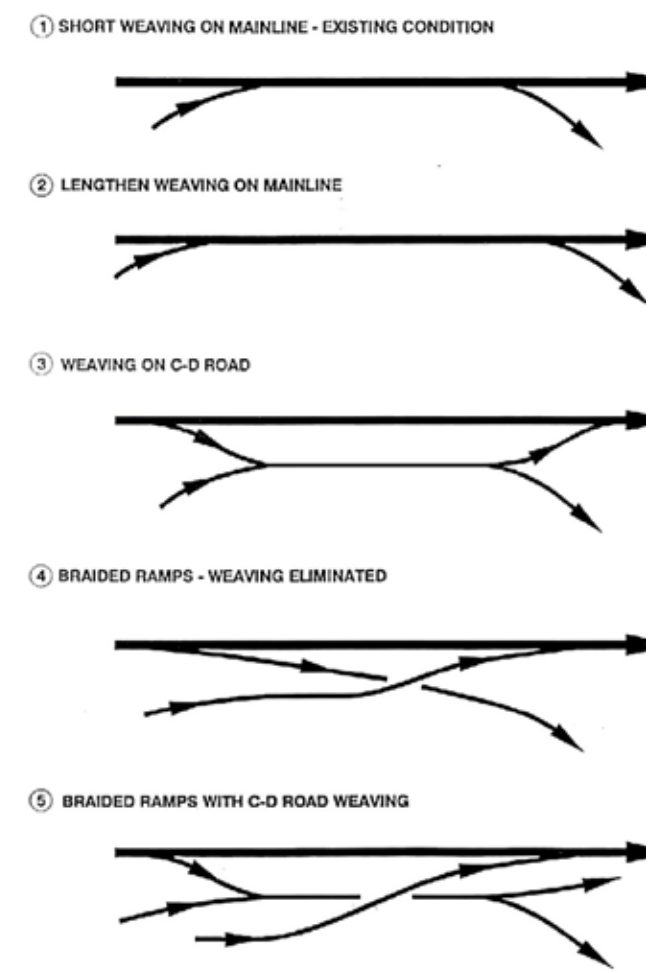 1 SHORT WEAVING ON MAINLINE - EXISTING CONDITION
2 LENGTHEN WEAVING ON MAINLINE
3 WEAVING ON C-D ROAD
4 BRAIDED RAMPS - WEAVING ELIMINATED
5 BRAIDED RAMPS WITH C-D ROAD WEAVING